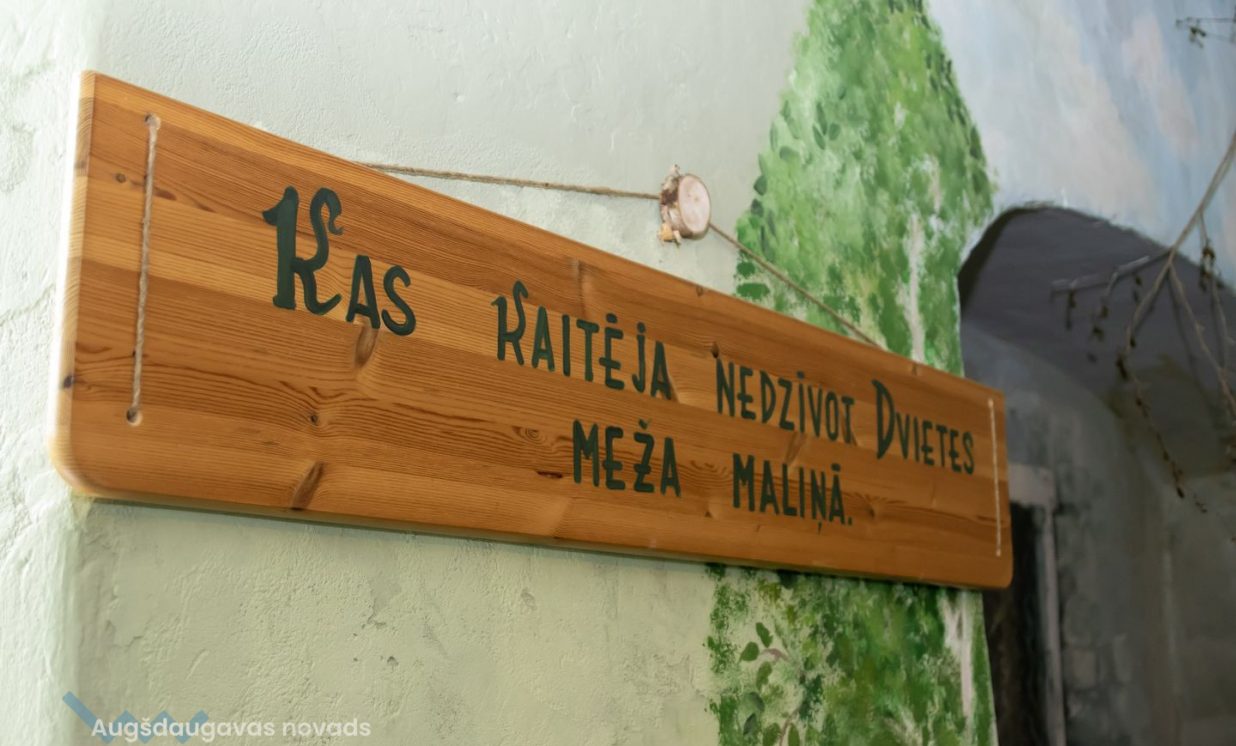 Kas kaitēja nedzīvot Dvietes
meža maliņā.
Augšdaugavas novads